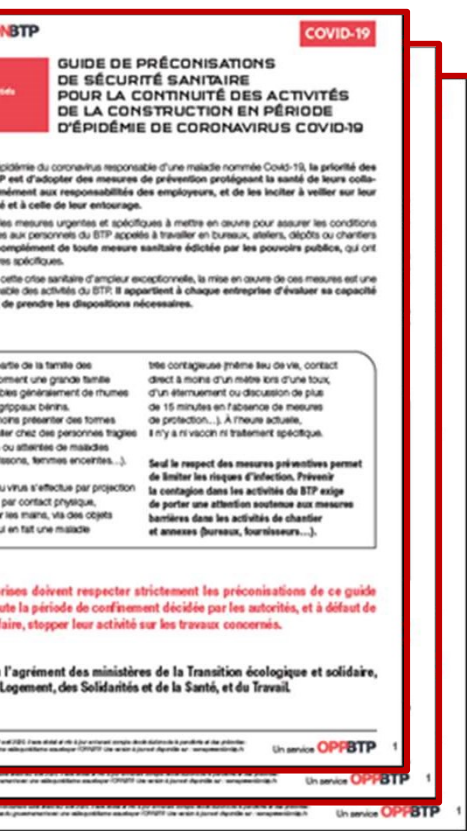 NBTP
COVID-19
GUIDE DE PRÉCONISATIONS
DE SÉCURITÉ SANITAIRE
POUR LA CONTINUITÉ DES ACTIVITÉS
DE LA CONSTRUCTION EN PÉRIODE
D'ÉPIDÉMIE DE CORONAVIRUS COVID-19
pidémie du coronavirus responsable d'une maladie nommée Covid-19, la priorité des
P est d'adopter des mesures de prévention protégeant la santé de leurs colla-
mément aux responsabilités des employeurs, et de les inciter à veiller sur leur
é et à celle de leur entourage.
les mesures urgentes et spécifiques à mettre en œuvre pour assurer les conditions
es aux personnels du BTP appelés à travailler en bureaux, ateliers, dépôts ou chantiers
omplément de toute mesure sanitaire édictée par les pouvoirs publics, qui ont
res spécifiques.
cette crise sanitaire d'ampleur exceptionnelle, la mise en œuvre de ces mesures est une
able des activités du BTP. Il appartient à chaque entreprise d'évaluer sa capacité
de prendre les dispositions nécessaires.
artie de la famille des
orment une grande famille
bles généralement de rhumes
grippaux bénins.
moins présenter des formes
ller chez des personnes fragiles
ou atteintes de maladies
issons, femmes enceintes...).
u virus s'effectue par projection
par contact physique,
r les mains, via des objets
ui en fait une maladie
très contagieuse (même lieu de vie, contact
direct à moins d'un mètre lors d'une toux,
d'un éternuement ou discussion de plus
de 15 minutes en l'absence de mesures
de protection...). À l'heure actuelle,
il n'y a ni vaccin ni traitement spécifique.
Seul le respect des mesures préventives permet
de limiter les risques d'infection. Prévenir
la contagion dans les activités du BTP exige
de porter une attention soutenue aux mesures
barrières dans les activités de chantier
et annexes (bureaux, fournisseurs...).
rises doivent respecter strictement les préconisations de ce guide
ute la période de confinement décidée par les autorités, et à défaut de
laire, stopper leur activité sur les travaux concernés.
l'agrément des ministères de la Transition écologique et solidaire,
Logement, des Solidarités et de la Santé, et du Travail.
Un service OPPBTP 1
Un service OPPBTP 1
Un service OPPBTP 1